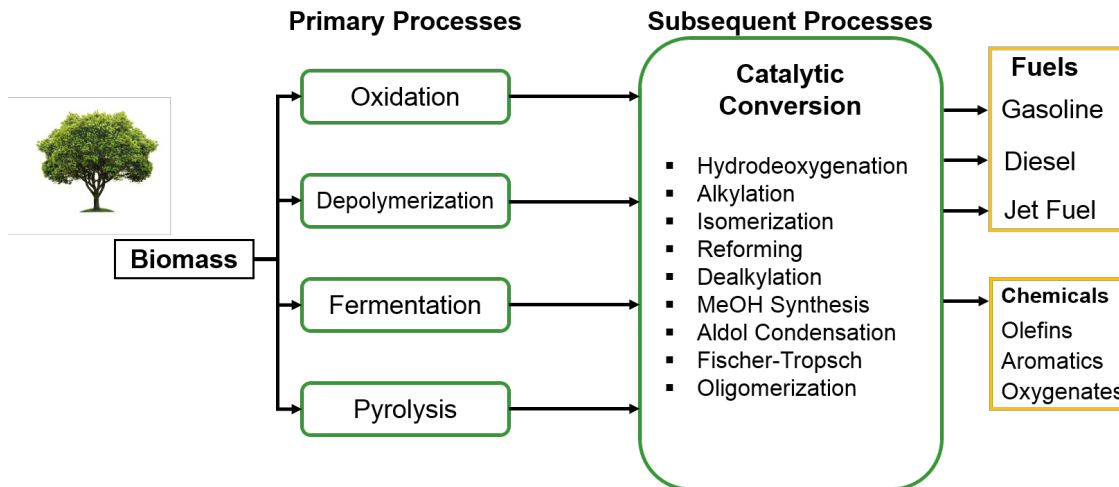 Primary Processes
Subsequent Processes
Biomass
Oxidation
Depolymerization
Fermentation
Pyrolysis
Catalytic
Conversion
▪ Hydrodeoxygenation
▪ Alkylation
▪ Isomerization
▪ Reforming
▪ Dealkylation
▪ MeOH Synthesis
▪ Aldol Condensation
▪ Fischer-Tropsch
▪ Oligomerization
Fuels
Gasoline
Diesel
Jet Fuel
Chemicals
Olefins
Aromatics
Oxygenates